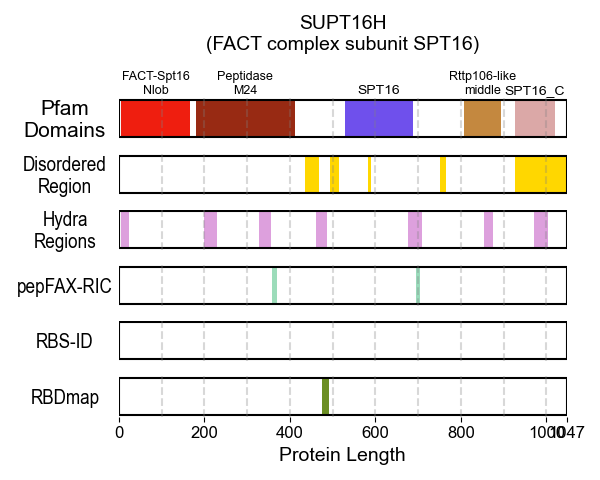 SUPT16H
(FACT complex subunit SPT16)
FACT-Spt16
Nlob
Peptidase
M24
SPT16
Rttp106-like
middle
SPT16_C
Pfam
Domains
Disordered
Region
Hydra
Regions
pepFAX-RIC
RBS-ID
RBDmap
0 200 400 600 800 1000 1047
Protein Length